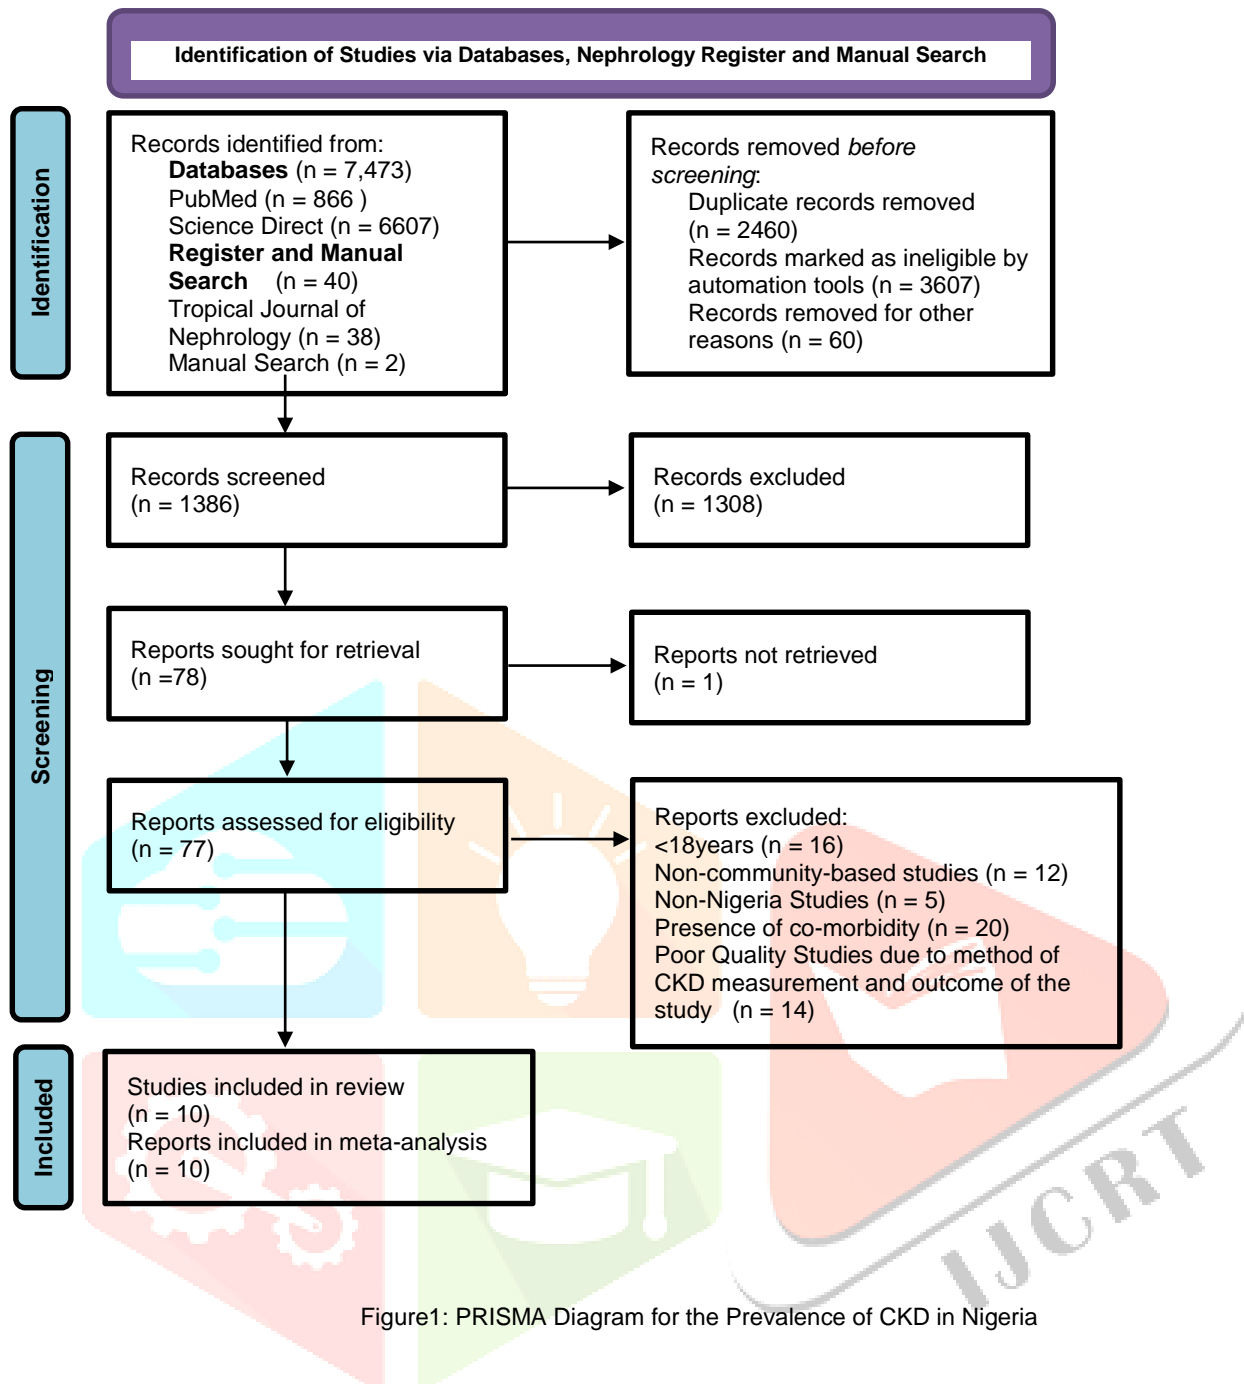 Identification of Studies via Databases, Nephrology Register and Manual Search
Identification
Records identified from:
Databases (n = 7,473)
PubMed (n = 866 )
Science Direct (n = 6607)
Register and Manual
Search (n = 40)
Tropical Journal of
Nephrology (n = 38)
Manual Search (n = 2)
Records removed before
screening:
Duplicate records removed
(n = 2460)
Records marked as ineligible by
automation tools (n = 3607)
Records removed for other
reasons (n = 60)
Screening
Records screened
(n = 1386)
Records excluded
(n = 1308)
Reports sought for retrieval
(n =78)
Reports not retrieved
(n = 1)
Reports assessed for eligibility
(n = 77)
Reports excluded:
<18years (n = 16)
Non-community-based studies (n = 12)
Non-Nigeria Studies (n = 5)
Presence of co-morbidity (n = 20)
Poor Quality Studies due to method of
CKD measurement and outcome of the
study (n = 14)
Included
Studies included in review
(n = 10)
Reports included in meta-analysis
(n = 10)
IJCRT
Figure1: PRISMA Diagram for the Prevalence of CKD in Nigeria